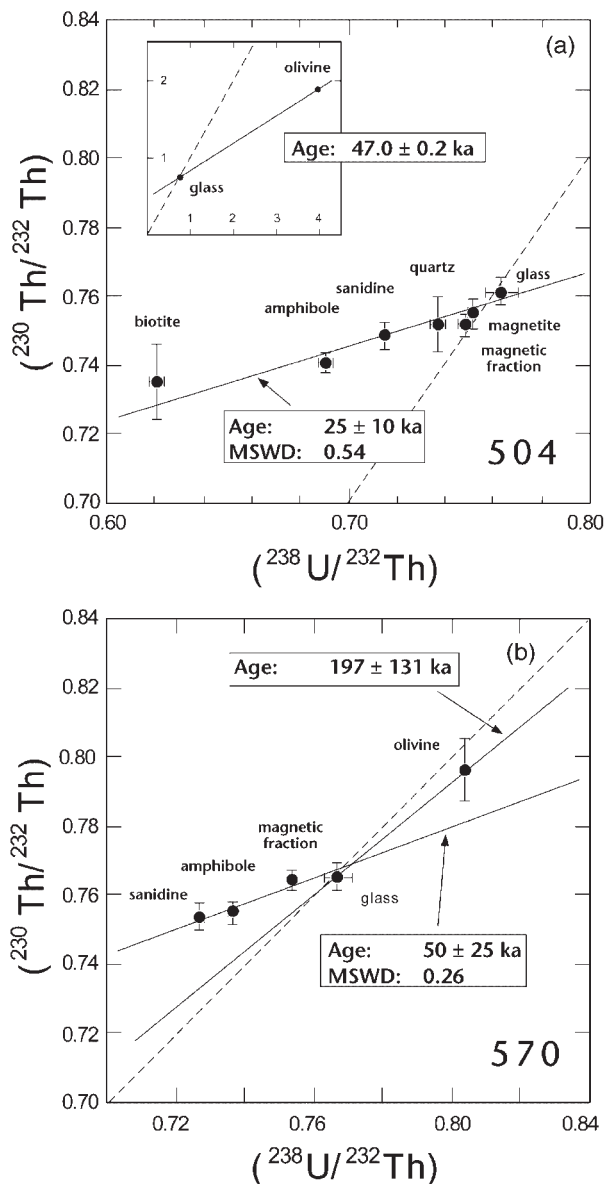 0.84
(a)
olivine
2
0.82
Age: 47.0 ± 0.2 ka
0.80
1
glass
1 2 3 4
0.78
quartz
glass
sanidine
0.76
amphibole
biotite
magnetite
magnetic
fraction
0.74
Age: 25 ± 10 ka
MSWD: 0.54
0.72
504
0.70
0.60 0.70 0.80
(230Th/232Th)
(238U/232Th)
0.84
(b)
Age: 197 ± 131 ka
0.82
olivine
0.80
magnetic
fraction
0.78
amphibole
sanidine
glass
0.76
Age: 50 ± 25 ka
MSWD: 0.26
0.74
0.72
570
0.70
0.72 0.76 0.80 0.84
(230Th/232Th)
(238U/232Th)